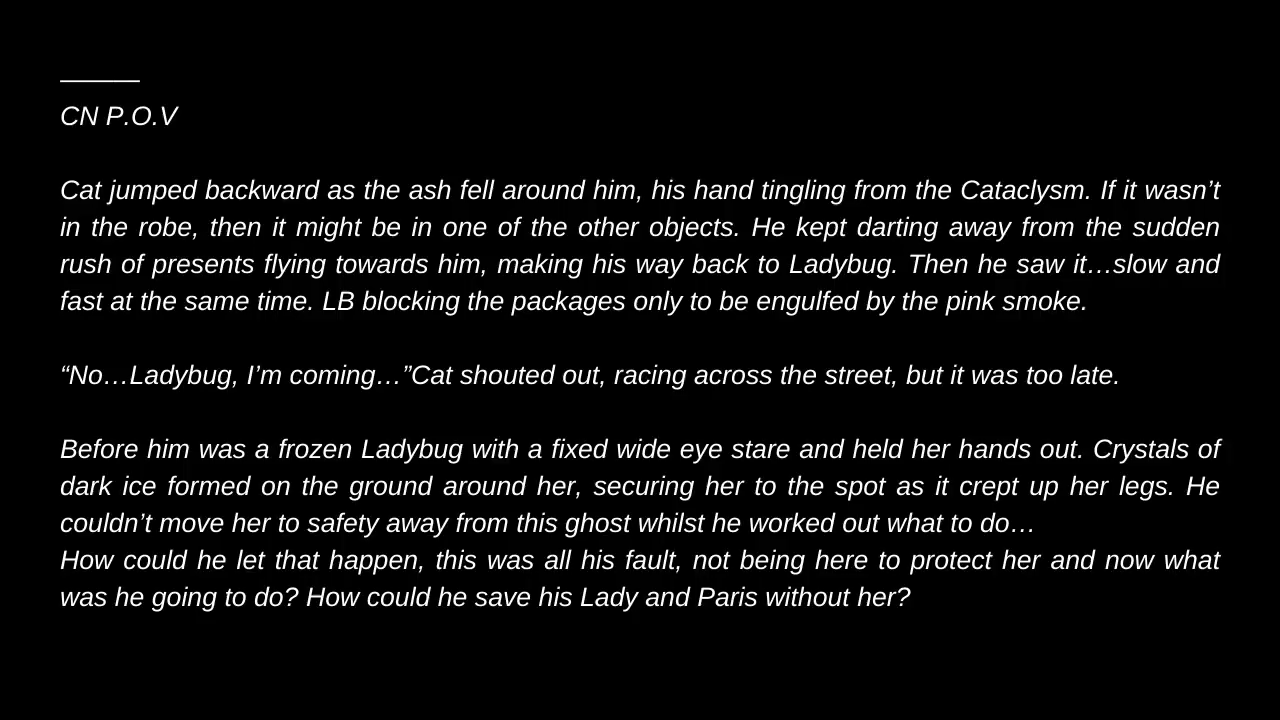 CN P.O.V
Cat jumped backward as the ash fell around him, his hand tingling from the Cataclysm. If it wasn’t
in the robe, then it might be in one of the other objects. He kept darting away from the sudden
rush of presents flying towards him, making his way back to Ladybug. Then he saw it…slow and
fast at the same time. LB blocking the packages only to be engulfed by the pink smoke.
“No…Ladybug, I’m coming…”Cat shouted out, racing across the street, but it was too late.
Before him was a frozen Ladybug with a fixed wide eye stare and held her hands out. Crystals of
dark ice formed on the ground around her, securing her to the spot as it crept up her legs. He
couldn’t move her to safety away from this ghost whilst he worked out what to do…
How could he let that happen, this was all his fault, not being here to protect her and now what
was he going to do? How could he save his Lady and Paris without her?